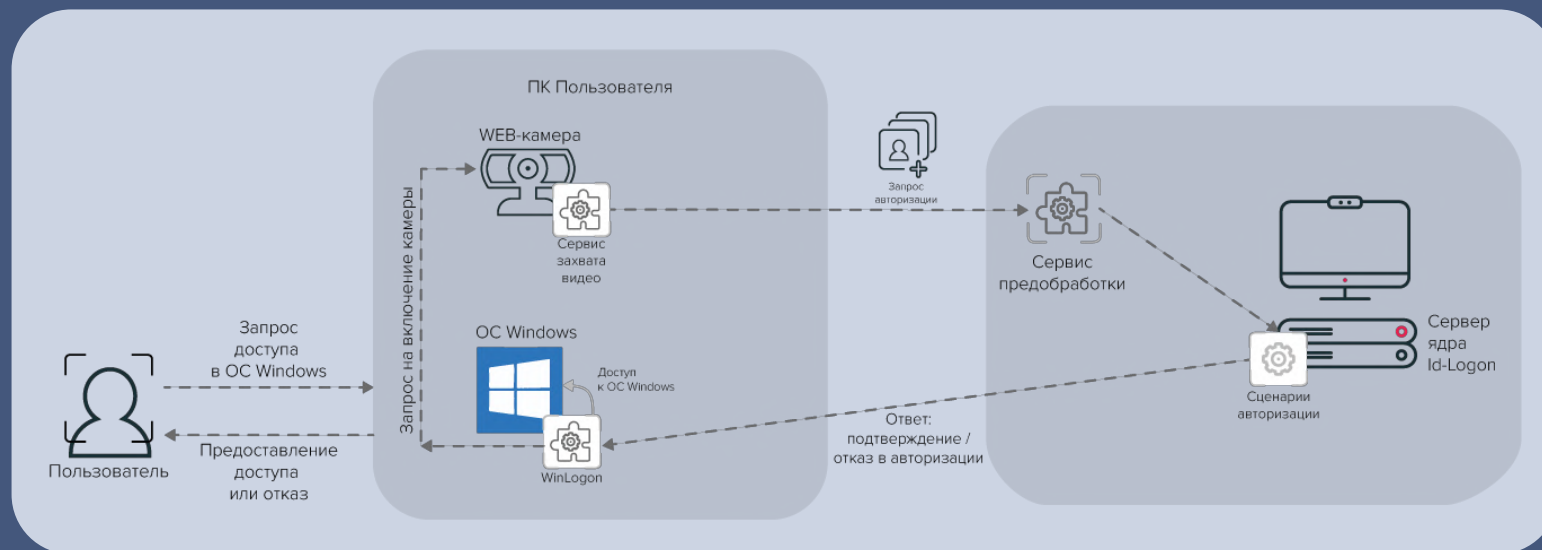 ПК Пользователя
WEB-камера
Сервис
захвата
видео
Запрос на включение камеры
ОС Windows
Доступ
к ОС Windows
WinLogon
Запрос
доступа
в ОС Windows
Предоставление
доступа
или отказ
Пользователь
Запрос
авторизации
Сервис
предобработки
Сервер
ядра
Id-Logon
Сценарии
авторизации
Ответ:
подтверждение /
отказ в авторизации